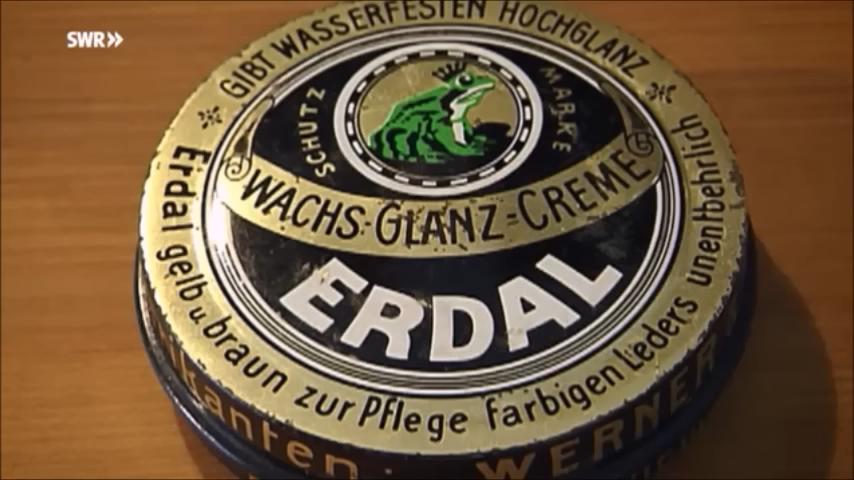 SWR»
GIBT WASSERFESTEN HOCHGLANZ
SCHUTZ MARKE
WACHS-GLANZ=CREME
ERDAL
Erdal gelb u. braun zur Pflege farbigen Leders unentbehrlich
ikanten: WERNER